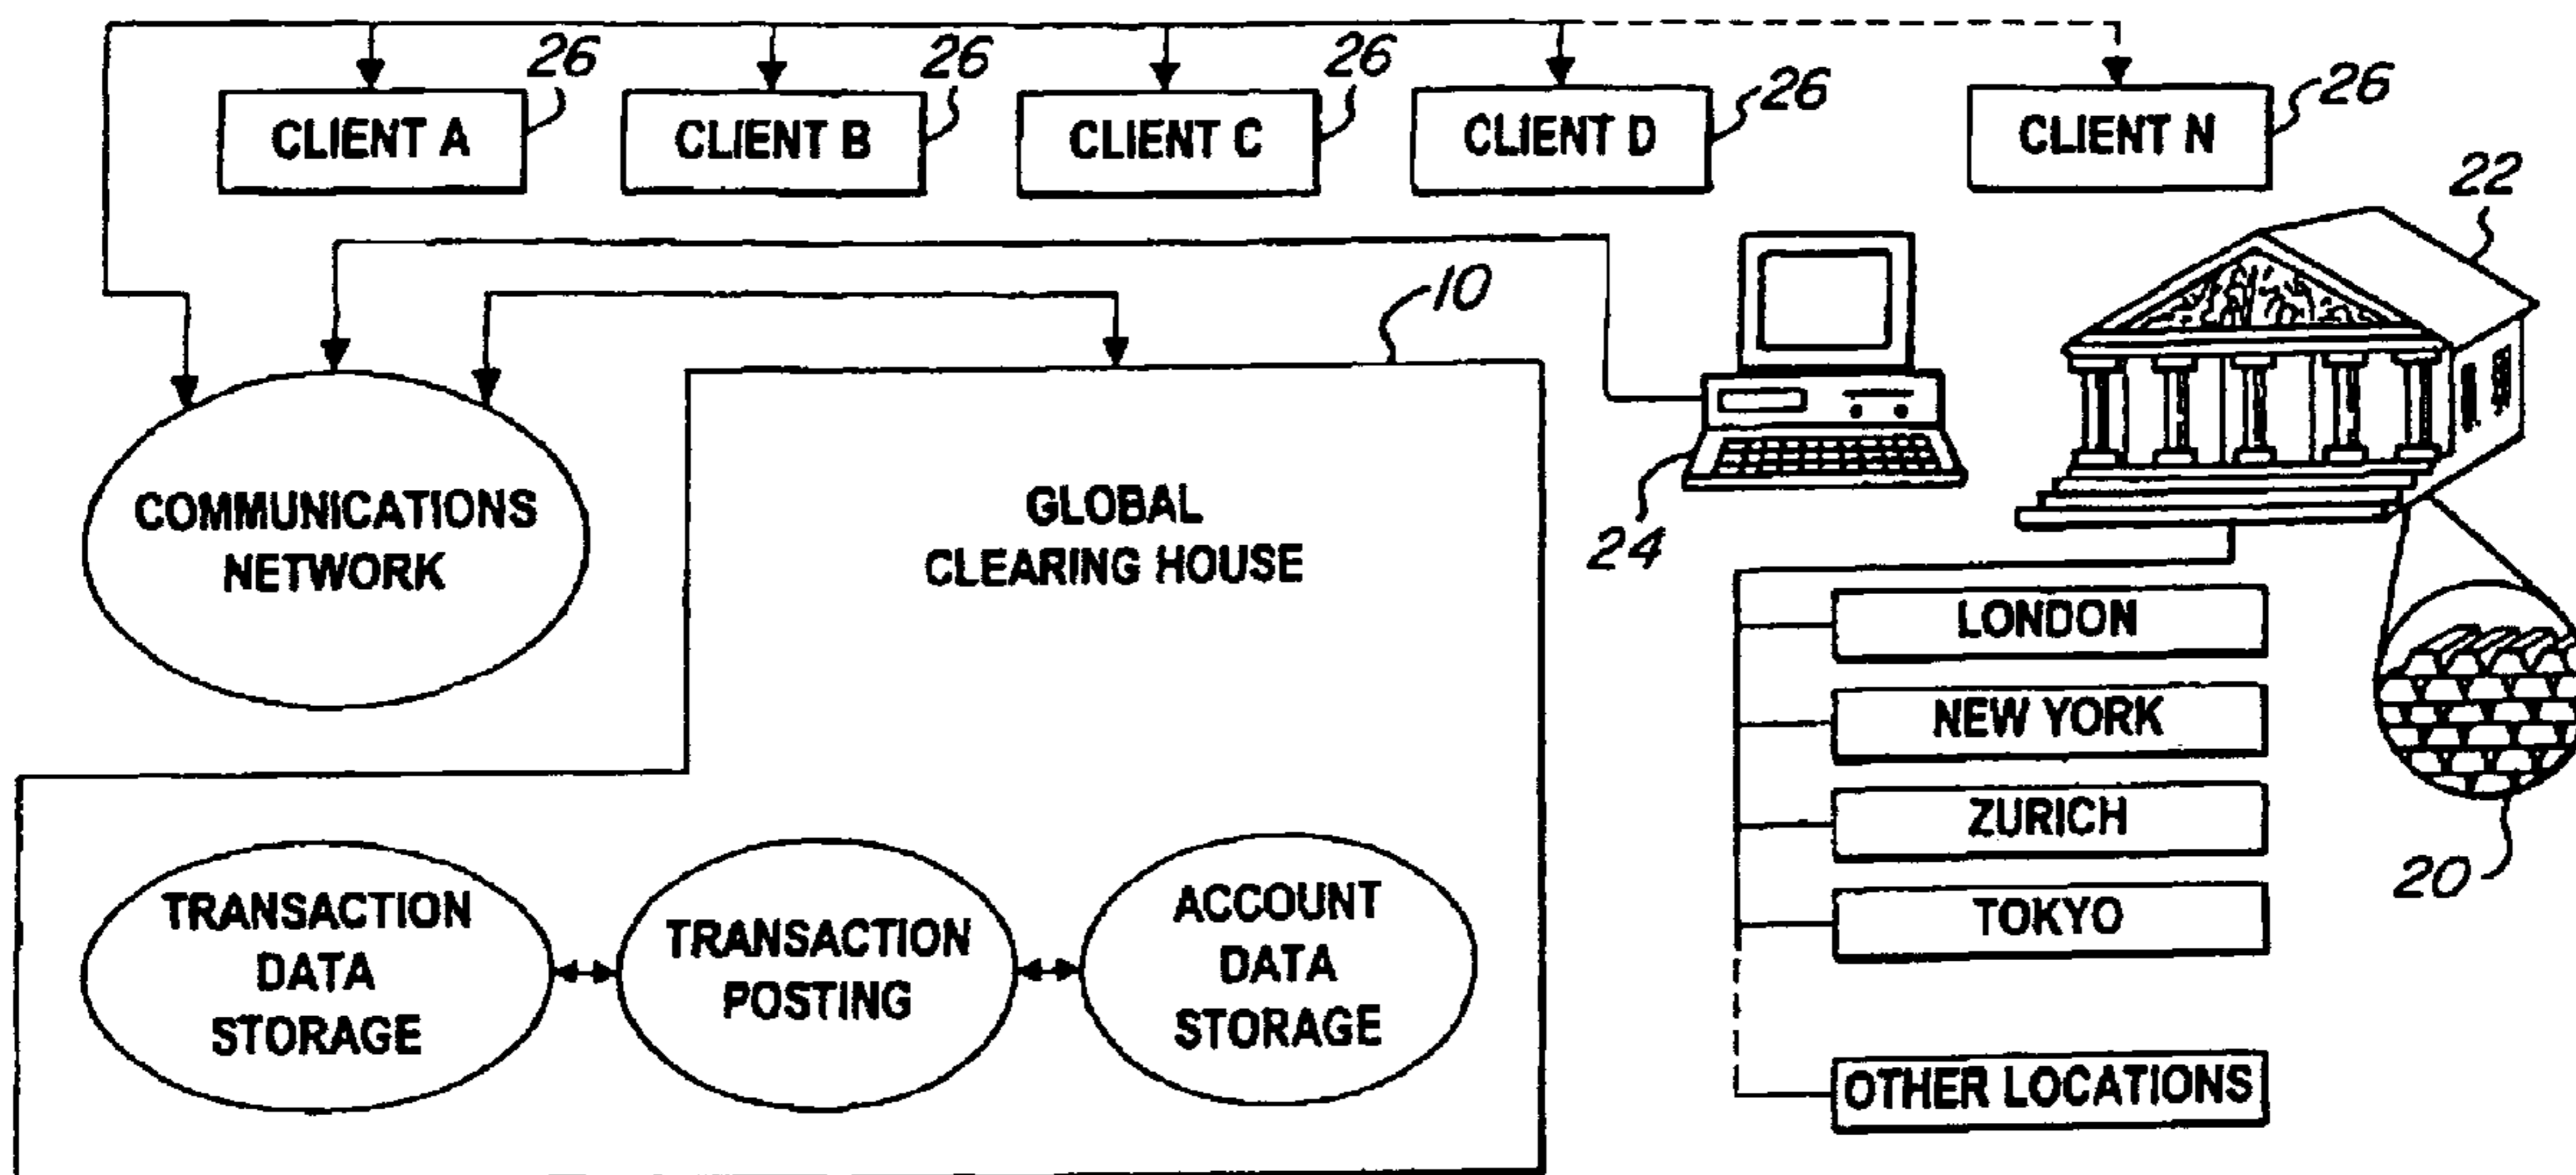 26
26
26
26
26
CLIENT A
CLIENT B
CLIENT C
CLIENT D
CLIENT N
22
10
COMMUNICATIONS
NETWORK
GLOBAL
CLEARING HOUSE
24
LONDON
NEW YORK
ZURICH
TOKYO
OTHER LOCATIONS
20
TRANSACTION
DATA
STORAGE
TRANSACTION
POSTING
ACCOUNT
DATA
STORAGE